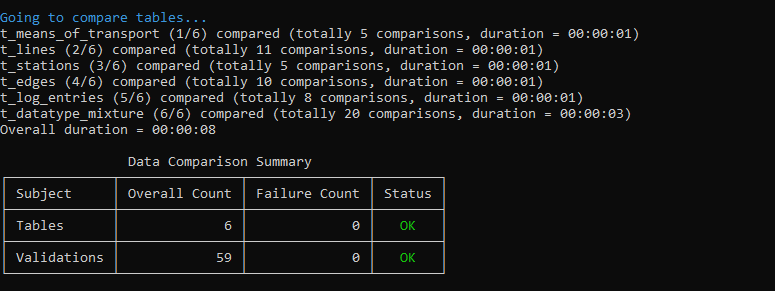 Going to compare tables...
t_means_of_transport (1/6) compared (totally 5 comparisons, duration = 00:00:01)
t_lines (2/6) compared (totally 11 comparisons, duration = 00:00:01)
t_stations (3/6) compared (totally 5 comparisons, duration = 00:00:01)
t_edges (4/6) compared (totally 10 comparisons, duration = 00:00:01)
t_log_entries (5/6) compared (totally 8 comparisons, duration = 00:00:01)
t_datatype_mixture (6/6) compared (totally 20 comparisons, duration = 00:00:03)
Overall duration = 00:00:08
Data Comparison Summary
Subject Overall Count Failure Count Status
Tables 6 0 OK
Validations 59 0 OK